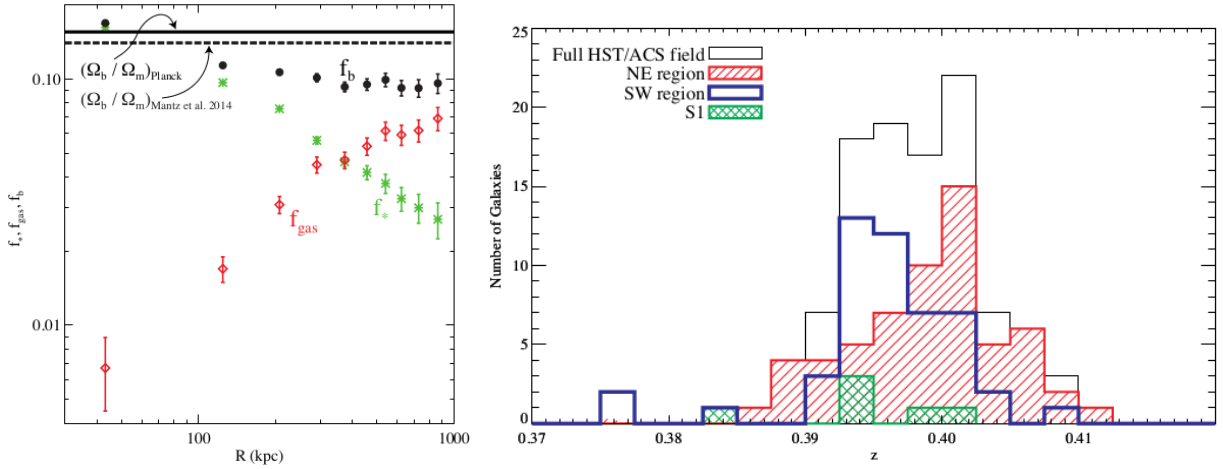 0.10
0.01
f*, fgas, fb
(Ωb / Ωm)Planck
(Ωb / Ωm)Mantz et al. 2014
fb
fgas
f*
100
1000
R (kpc)
25
20
15
10
5
0
Number of Galaxies
Full HST/ACS field
NE region
SW region
S1
0.37
0.38
0.39
0.40
0.41
z